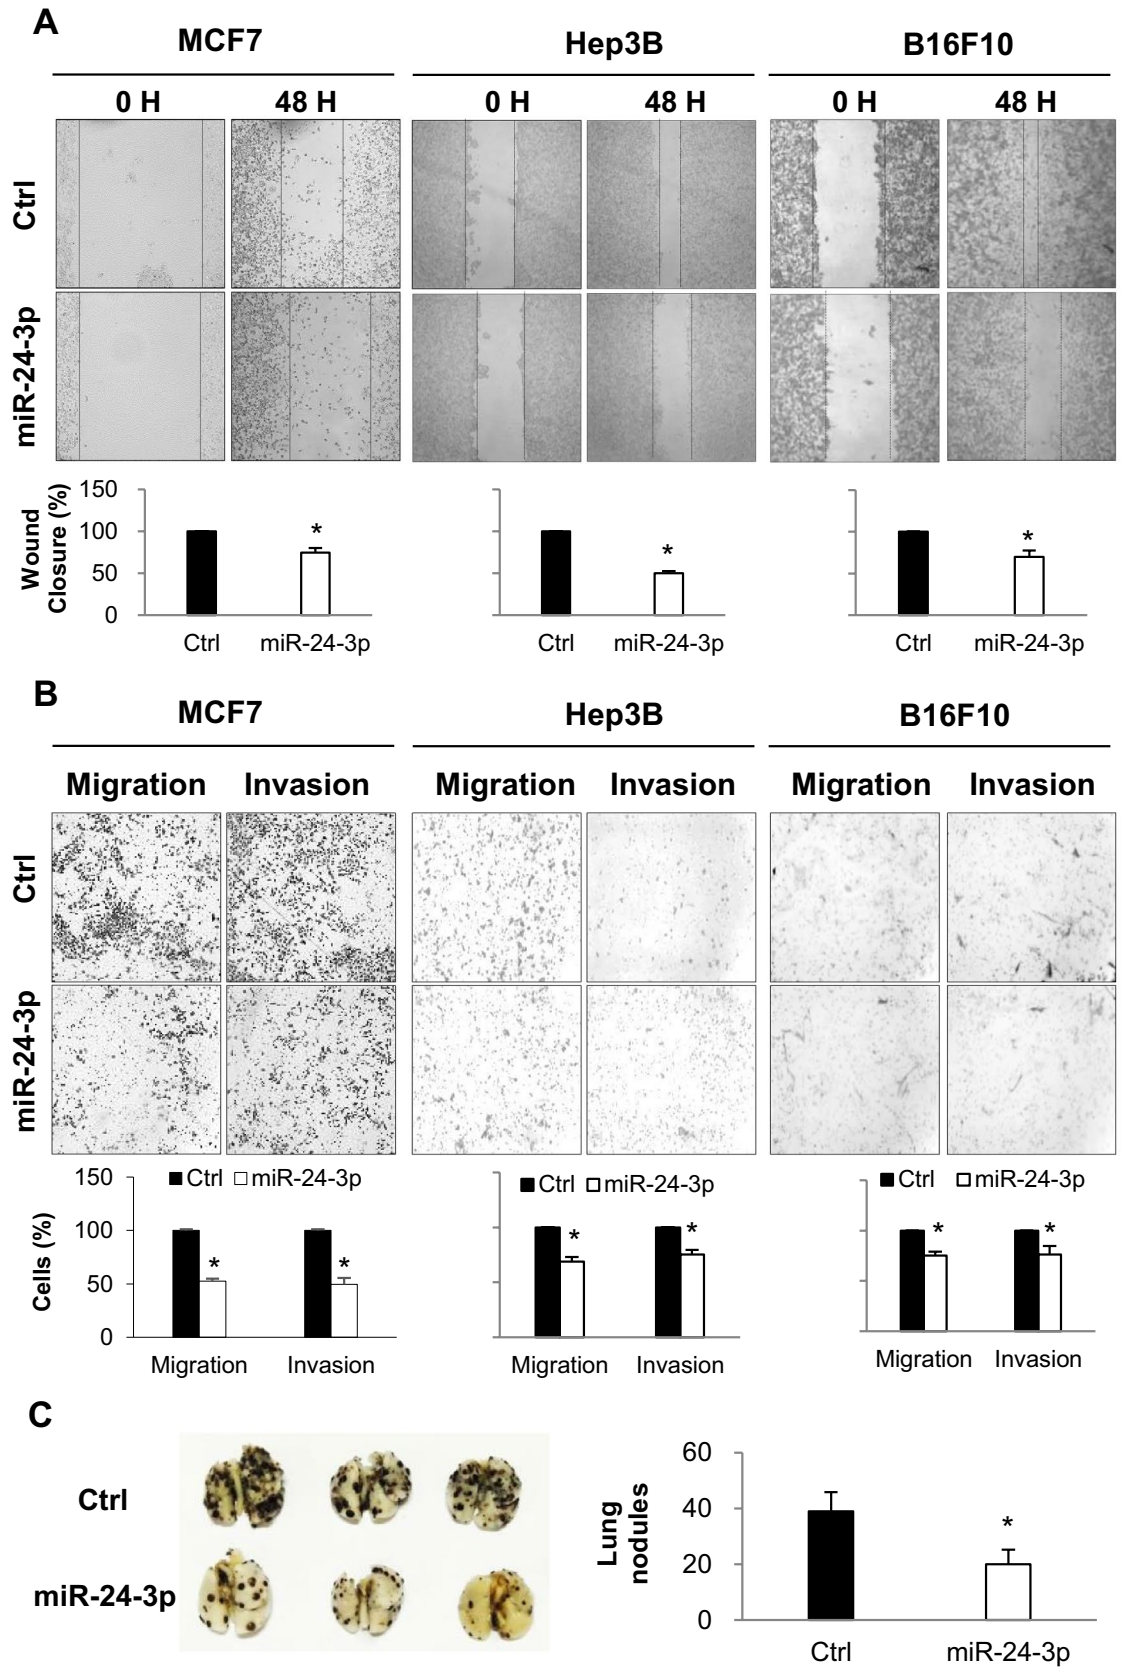 A
MCF7 Hep3B B16F10
0 H 48 H 0 H 48 H 0 H 48 H
Ctrl
miR-24-3p
Wound
Closure (%)
150
100
50
0
* * *
Ctrl miR-24-3p Ctrl miR-24-3p Ctrl miR-24-3p
B
MCF7 Hep3B B16F10
Migration Invasion Migration Invasion Migration Invasion
Ctrl
miR-24-3p
Cells (%)
150
100
50
0
Ctrl miR-24-3p Ctrl miR-24-3p Ctrl miR-24-3p
* * * * * *
Migration Invasion Migration Invasion Migration Invasion
C
Ctrl
miR-24-3p
Lung
nodules
60
40
20
0
*
Ctrl miR-24-3p